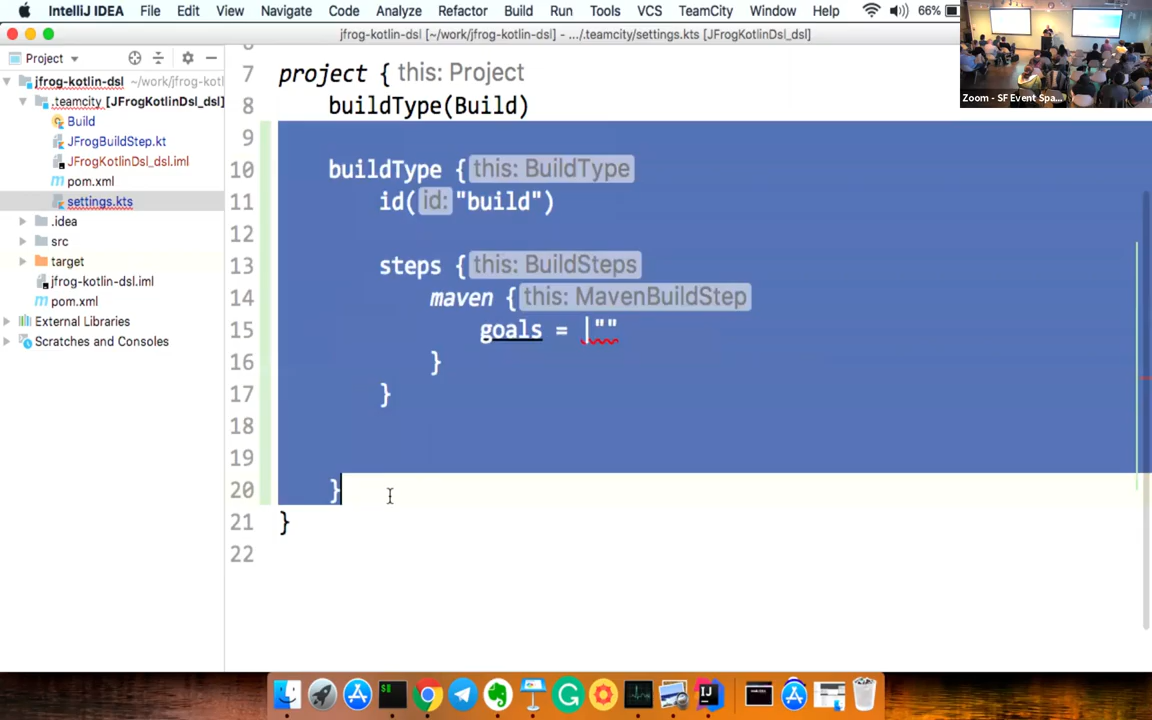 IntelliJ IDEA File Edit View Navigate Code Analyze Refactor Build Run Tools VCS TeamCity Window Help 66%
jfrog-kotlin-dsl [~/work/jfrog-kotlin-dsl] - .../.teamcity/settings.kts [JFrogKotlinDsl_dsl]
Project
jfrog-kotlin-dsl ~/work/jfrog-kotl
.teamcity [JFrogKotlinDsl_dsl]
Build
JFrogBuildStep.kt
JFrogKotlinDsl_dsl.iml
pom.xml
settings.kts
.idea
src
target
jfrog-kotlin-dsl.iml
pom.xml
External Libraries
Scratches and Consoles
7 project { this: Project
8 buildType(Build)
9
10 buildType { this: BuildType
11 id( id: "build")
12
13 steps { this: BuildSteps
14 maven { this: MavenBuildStep
15 goals = ""
16 }
17 }
18
19
20 }
21 }
22
Zoom - SF Event Spa...